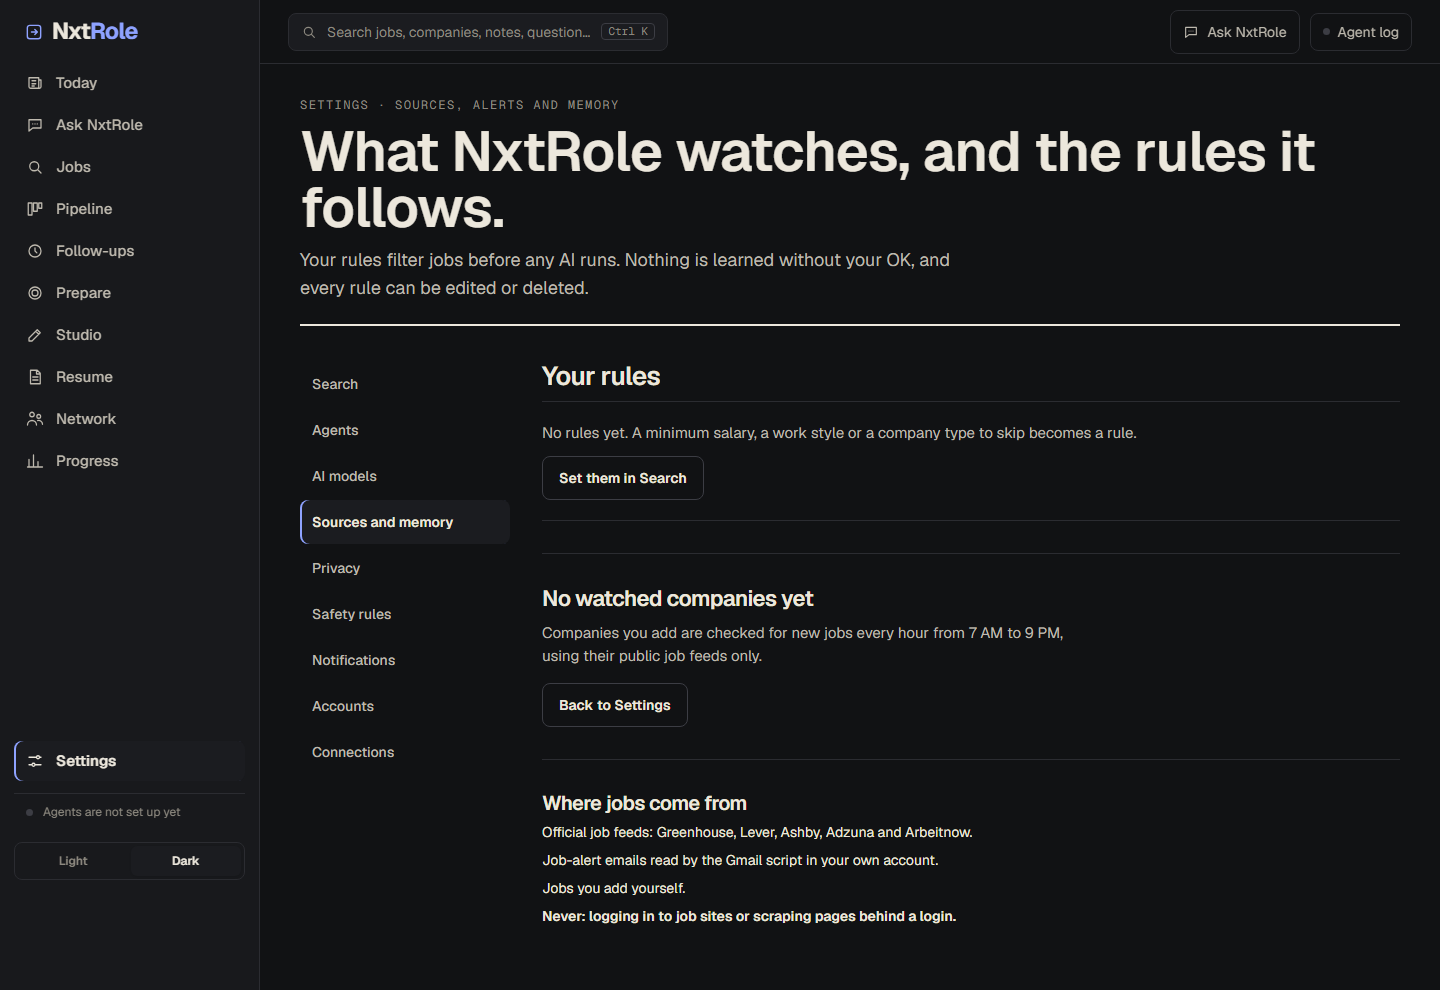 NxtRole
Search jobs, companies, notes, question... Ctrl K
Ask NxtRole
Agent log
Today
Ask NxtRole
Jobs
Pipeline
Follow-ups
Prepare
Studio
Resume
Network
Progress
Settings
Agents are not set up yet
Light
Dark
SETTINGS · SOURCES, ALERTS AND MEMORY
What NxtRole watches, and the rules it
follows.
Your rules filter jobs before any AI runs. Nothing is learned without your OK, and
every rule can be edited or deleted.
Search
Agents
AI models
Sources and memory
Privacy
Safety rules
Notifications
Accounts
Connections
Your rules
No rules yet. A minimum salary, a work style or a company type to skip becomes a rule.
Set them in Search
No watched companies yet
Companies you add are checked for new jobs every hour from 7 AM to 9 PM,
using their public job feeds only.
Back to Settings
Where jobs come from
Official job feeds: Greenhouse, Lever, Ashby, Adzuna and Arbeitnow.
Job-alert emails read by the Gmail script in your own account.
Jobs you add yourself.
Never: logging in to job sites or scraping pages behind a login.